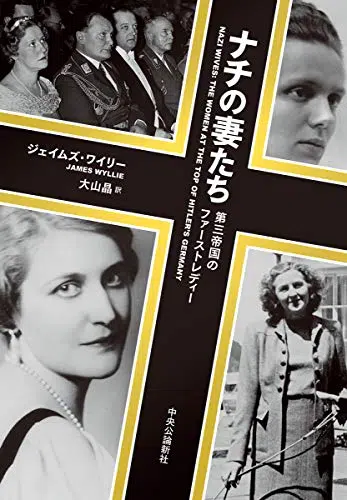 ナチの妻たち
NAZI WIVES: THE WOMEN AT THE TOP OF HITLER'S GERMANY
第三帝国の
ファーストレディー
ジェイムズ・ワイリー
JAMES WYLLIE
大山晶 訳
中央公論新社